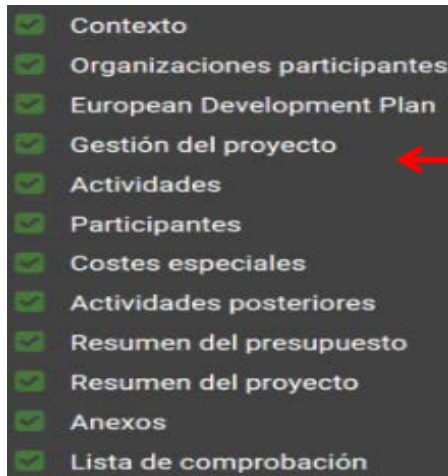 Contexto
Organizaciones participantes
European Development Plan
Gestión del proyecto
Actividades
Participantes
Costes especiales
Actividades posteriores
Resumen del presupuesto
Resumen del proyecto
Anexos
Lista de comprobación